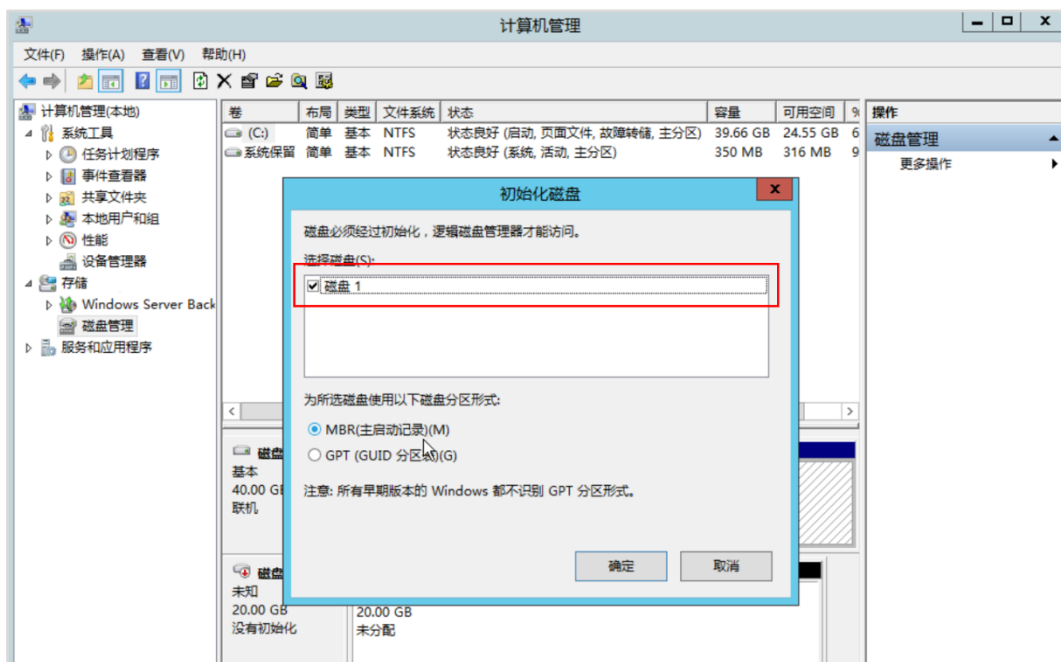 计算机管理
文件(F) 操作(A) 查看(V) 帮助(H)
计算机管理(本地)
系统工具
任务计划程序
事件查看器
共享文件夹
本地用户和组
性能
设备管理器
存储
Windows Server Back
磁盘管理
服务和应用程序
卷 布局 类型 文件系统 状态 容量 可用空间 %
(C:) 简单 基本 NTFS 状态良好 (启动, 页面文件, 故障转储, 主分区) 39.66 GB 24.55 GB 6
系统保留 简单 基本 NTFS 状态良好 (系统, 活动, 主分区) 350 MB 316 MB 9
操作
磁盘管理
更多操作
初始化磁盘
磁盘必须经过初始化，逻辑磁盘管理器才能访问。
选择磁盘(S):
磁盘 1
为所选磁盘使用以下磁盘分区形式:
MBR(主启动记录)(M)
GPT (GUID 分区表)(G)
注意: 所有早期版本的 Windows 都不识别 GPT 分区形式。
确定 取消
磁盘
基本
40.00 GB
联机
磁盘
未知
20.00 GB
没有初始化
20.00 GB
未分配